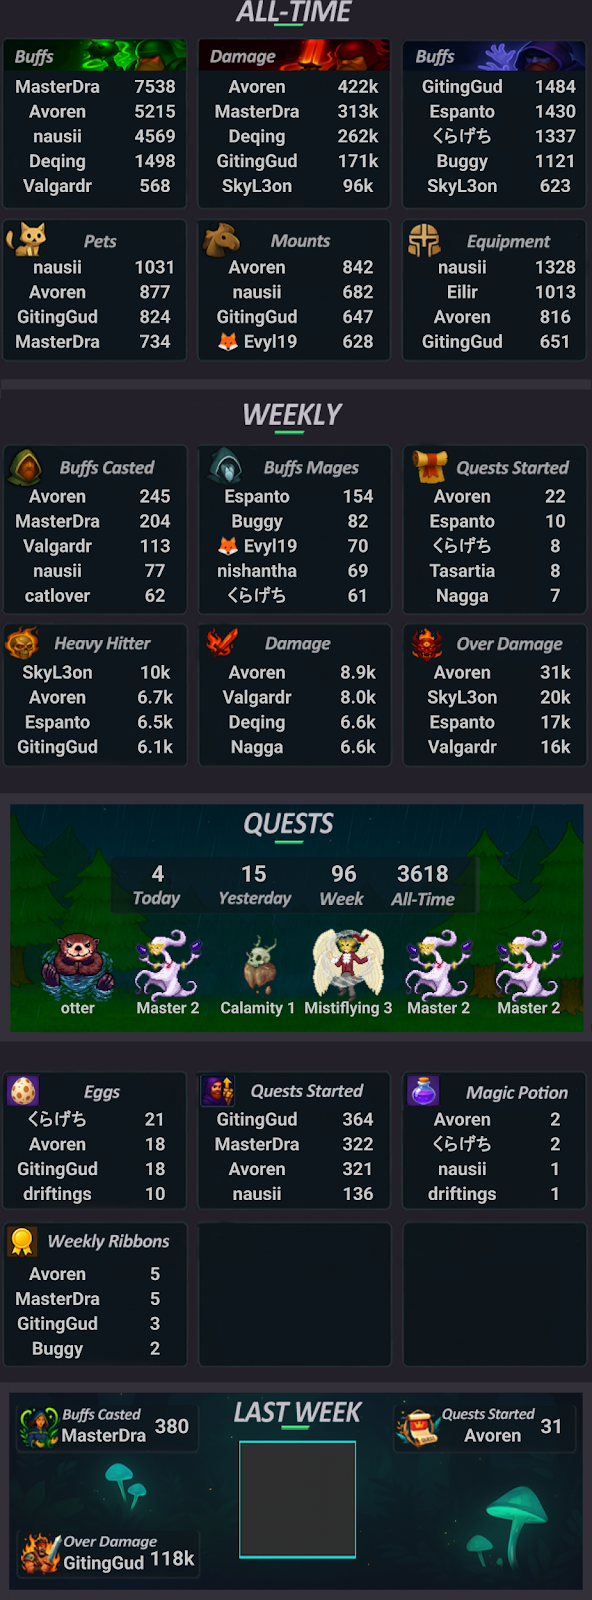 ALL-TIME
Buffs
MasterDra 7538
Avoren 5215
nausii 4569
Deqing 1498
Valgardr 568
Damage
Avoren 422k
MasterDra 313k
Deqing 262k
GitingGud 171k
SkyL3on 96k
Buffs
GitingGud 1484
Espanto 1430
くらげち 1337
Buggy 1121
SkyL3on 623
Pets
nausii 1031
Avoren 877
GitingGud 824
MasterDra 734
Mounts
Avoren 842
nausii 682
GitingGud 647
🦊 Evyl19 628
Equipment
nausii 1328
Eilir 1013
Avoren 816
GitingGud 651
WEEKLY
Buffs Casted
Avoren 245
MasterDra 204
Valgardr 113
nausii 77
catlover 62
Buffs Mages
Espanto 154
Buggy 82
🦊 Evyl19 70
nishantha 69
くらげち 61
Quests Started
Avoren 22
Espanto 10
くらげち 8
Tasartia 8
Nagga 7
Heavy Hitter
SkyL3on 10k
Avoren 6.7k
Espanto 6.5k
GitingGud 6.1k
Damage
Avoren 8.9k
Valgardr 8.0k
Deqing 6.6k
Nagga 6.6k
Over Damage
Avoren 31k
SkyL3on 20k
Espanto 17k
Valgardr 16k
QUESTS
4 15 96 3618
Today Yesterday Week All-Time
otter Master 2 Calamity 1 Mistiflying 3 Master 2 Master 2
Eggs
くらげち 21
Avoren 18
GitingGud 18
driftings 10
Quests Started
GitingGud 364
MasterDra 322
Avoren 321
nausii 136
Magic Potion
Avoren 2
くらげち 2
nausii 1
driftings 1
Weekly Ribbons
Avoren 5
MasterDra 5
GitingGud 3
Buggy 2
LAST WEEK
Buffs Casted
MasterDra 380
Quests Started
Avoren 31
Over Damage
GitingGud 118k